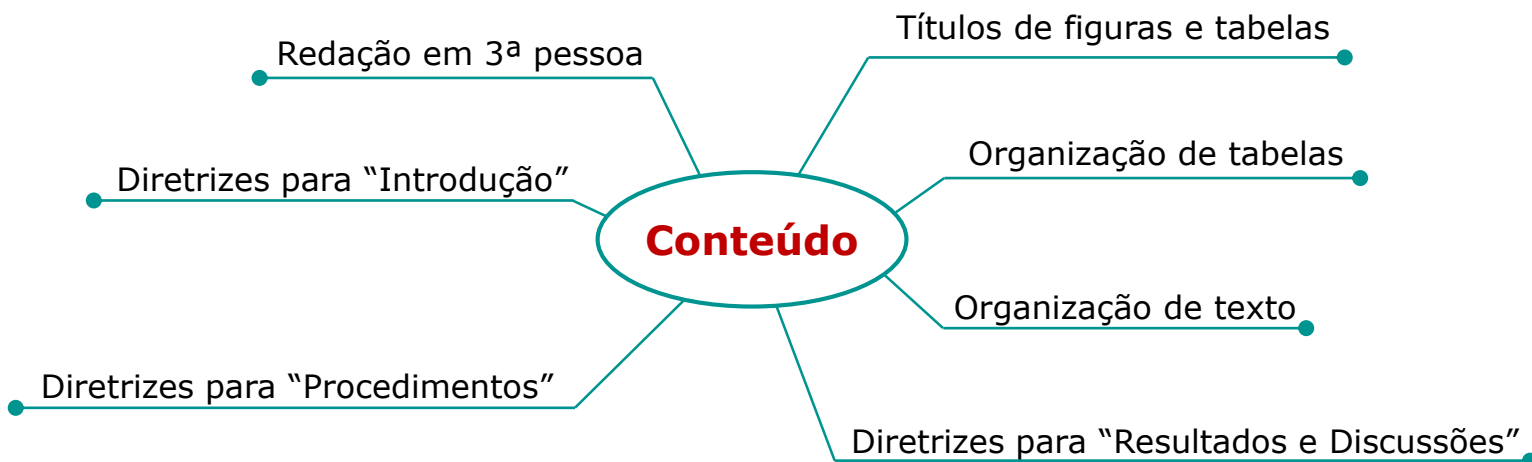 Títulos de figuras e tabelas
Redação em 3ª pessoa
Organização de tabelas
Diretrizes para “Introdução”
Conteúdo
Organização de texto
Diretrizes para “Procedimentos”
Diretrizes para “Resultados e Discussões”